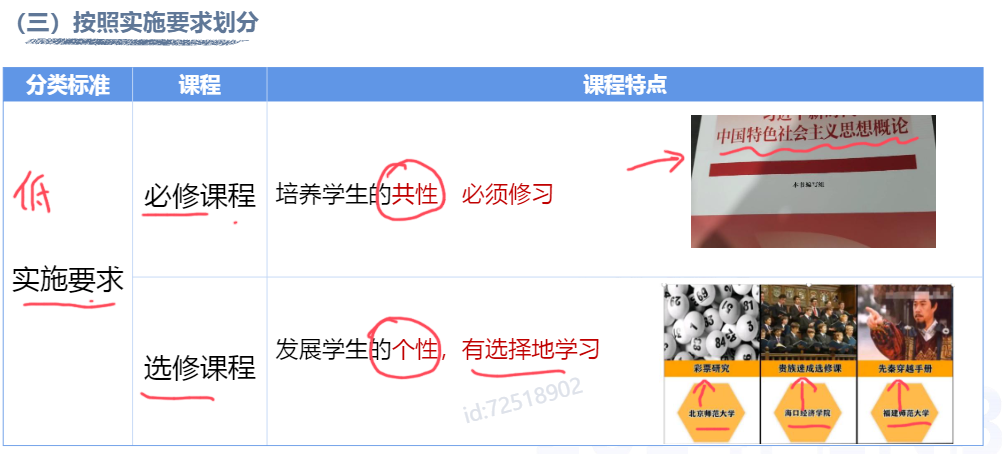 （三）按照实施要求划分
分类标准 课程 课程特点
低
实施要求
必修课程
培养学生的共性 必须修习
中国特色社会主义思想概论
本书编写组
选修课程
发展学生的个性，有选择地学习
彩票研究 贵族速成选修课 先秦穿越手册
北京师范大学 海口经济学院 福建师范大学
id:72518902